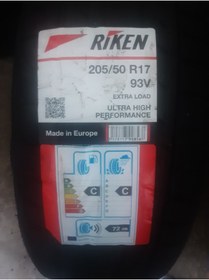 RIKEN
205/50 R17
93V
EXTRA LOAD
ULTRA HIGH
PERFORMANCE
Made in Europe
C
C
72 dB